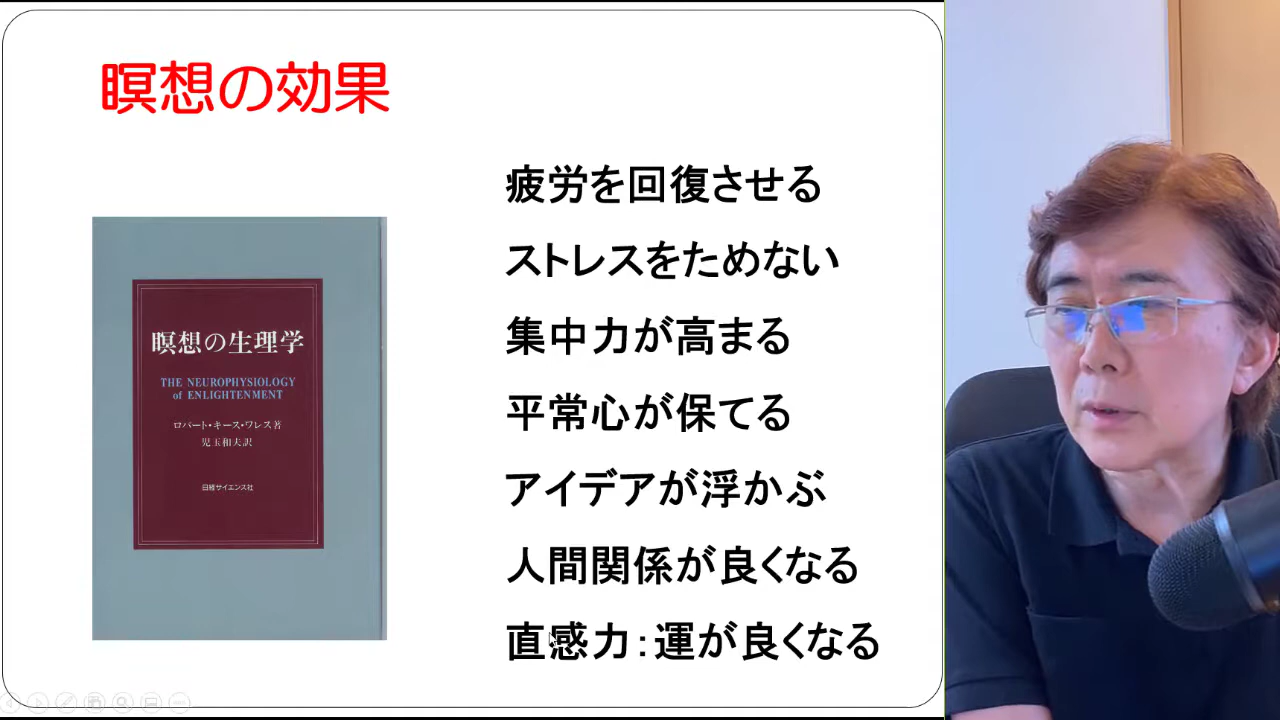 瞑想の効果
疲労を回復させる
ストレスをためない
集中力が高まる
平常心が保てる
アイデアが浮かぶ
人間関係が良くなる
直感力：運が良くなる
瞑想の生理学
THE NEUROPHYSIOLOGY
of ENLIGHTENMENT
ロバート・キース・ワレス著
児玉和夫訳
日経サイエンス社